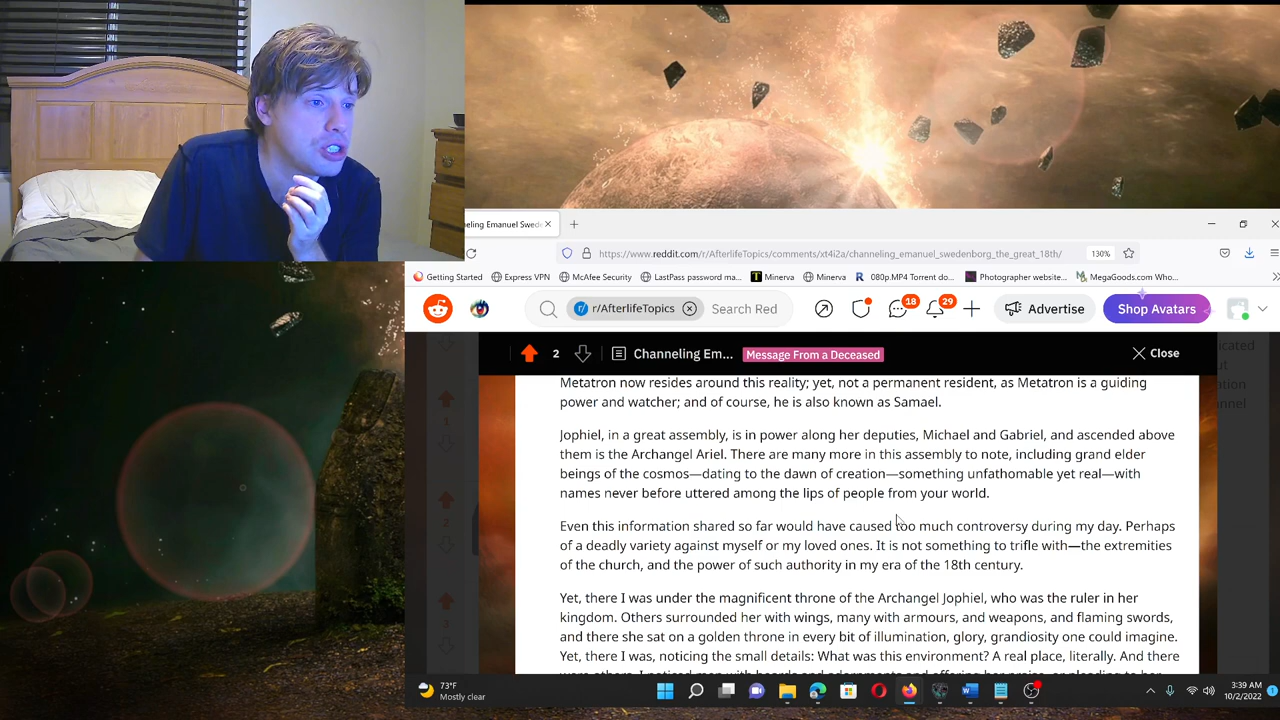 neling Emanuel Swed
https://www.reddit.com/r/AfterlifeTopics/comments/xt4i2a/channeling_emanuel_swedenborg_the_great_18th/
130%
Getting Started
Express VPN
McAfee Security
LastPass password ma...
Minerva
Minerva
080p.MP4 Torrent do...
Photographer website...
MegaGoods.com Who...
r/AfterlifeTopics
Search Red
18
29
Advertise
Shop Avatars
2
Channeling Em...
Message From a Deceased
Close
Metatron now resides around this reality; yet, not a permanent resident, as Metatron is a guiding
power and watcher; and of course, he is also known as Samael.
Jophiel, in a great assembly, is in power along her deputies, Michael and Gabriel, and ascended above
them is the Archangel Ariel. There are many more in this assembly to note, including grand elder
beings of the cosmos—dating to the dawn of creation—something unfathomable yet real—with
names never before uttered among the lips of people from your world.
Even this information shared so far would have caused too much controversy during my day. Perhaps
of a deadly variety against myself or my loved ones. It is not something to trifle with—the extremities
of the church, and the power of such authority in my era of the 18th century.
Yet, there I was under the magnificent throne of the Archangel Jophiel, who was the ruler in her
kingdom. Others surrounded her with wings, many with armours, and weapons, and flaming swords,
and there she sat on a golden throne in every bit of illumination, glory, grandiosity one could imagine.
Yet, there I was, noticing the small details: What was this environment? A real place, literally. And there
73°F
Mostly clear
3:39 AM
10/2/2022